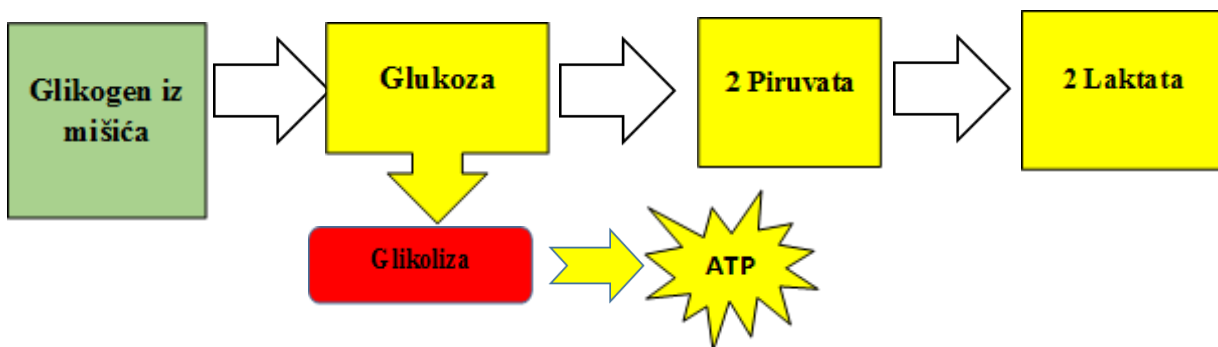 Glikogen iz
mišića
Glukoza
2 Piruvata
2 Laktata
Glikoliza
ATP